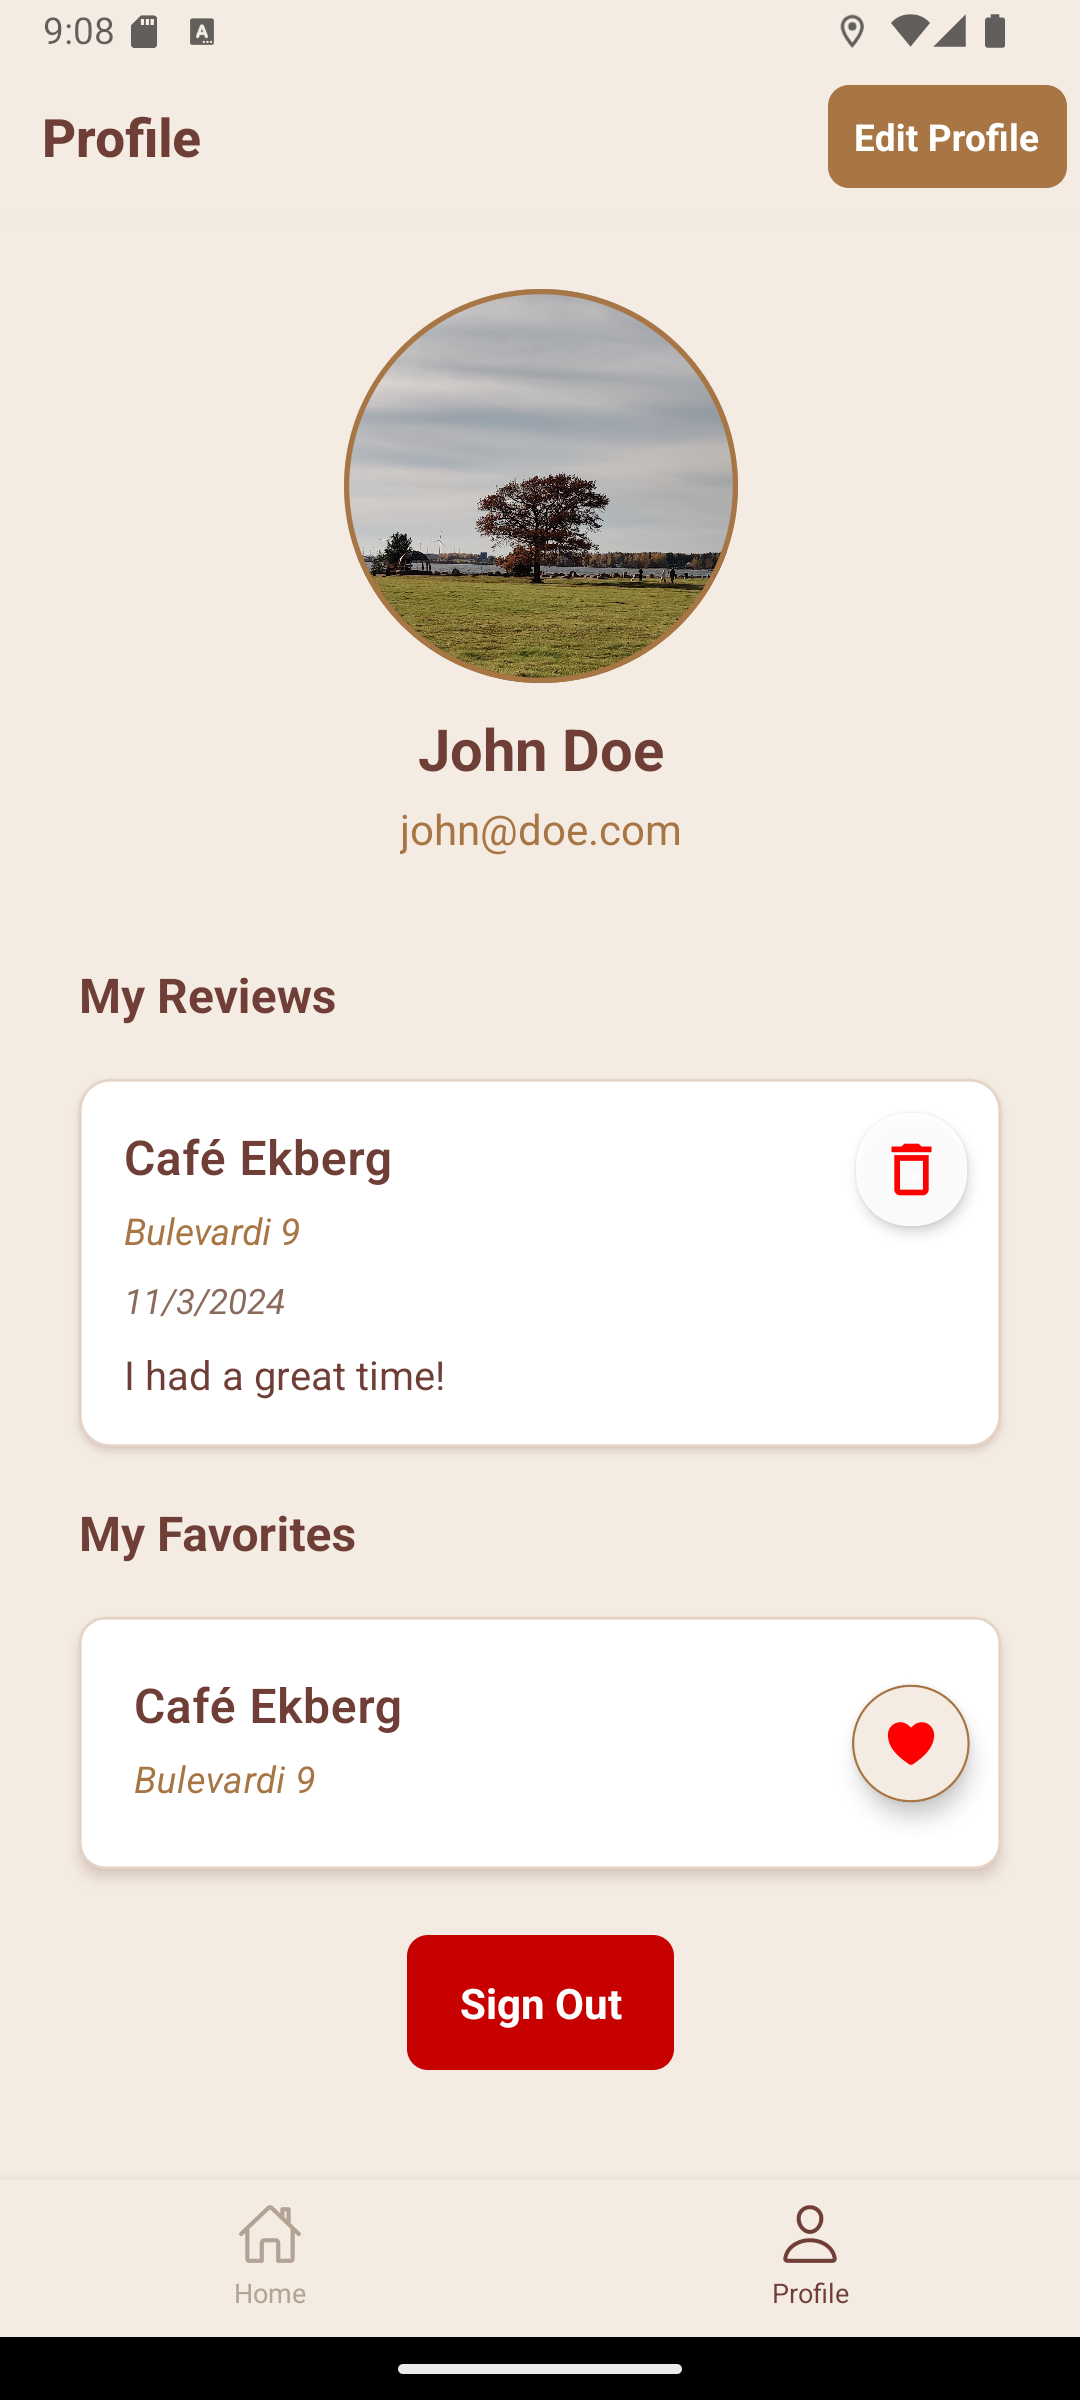 9:08
Profile
Edit Profile
John Doe
john@doe.com
My Reviews
Café Ekberg
Bulevardi 9
11/3/2024
I had a great time!
My Favorites
Café Ekberg
Bulevardi 9
Sign Out
Home
Profile